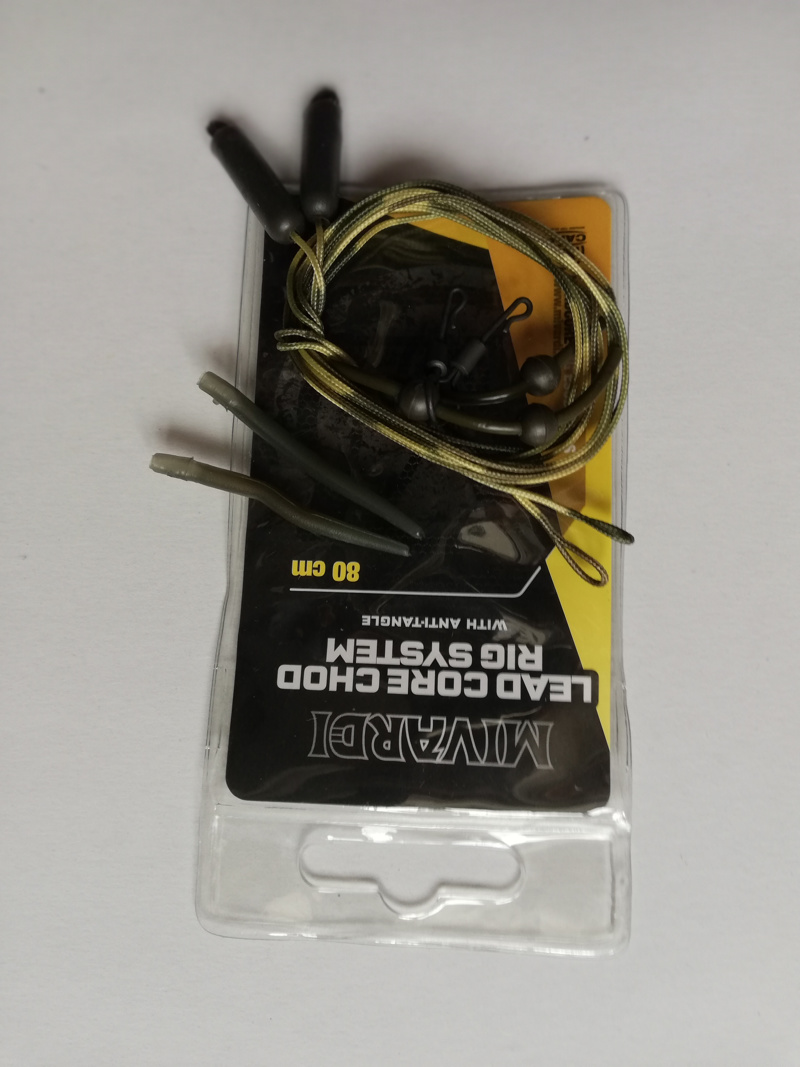 MIVARDI
LEAD CORE CHOD
RIG SYSTEM
WITH ANTI-TANGLE
80 cm